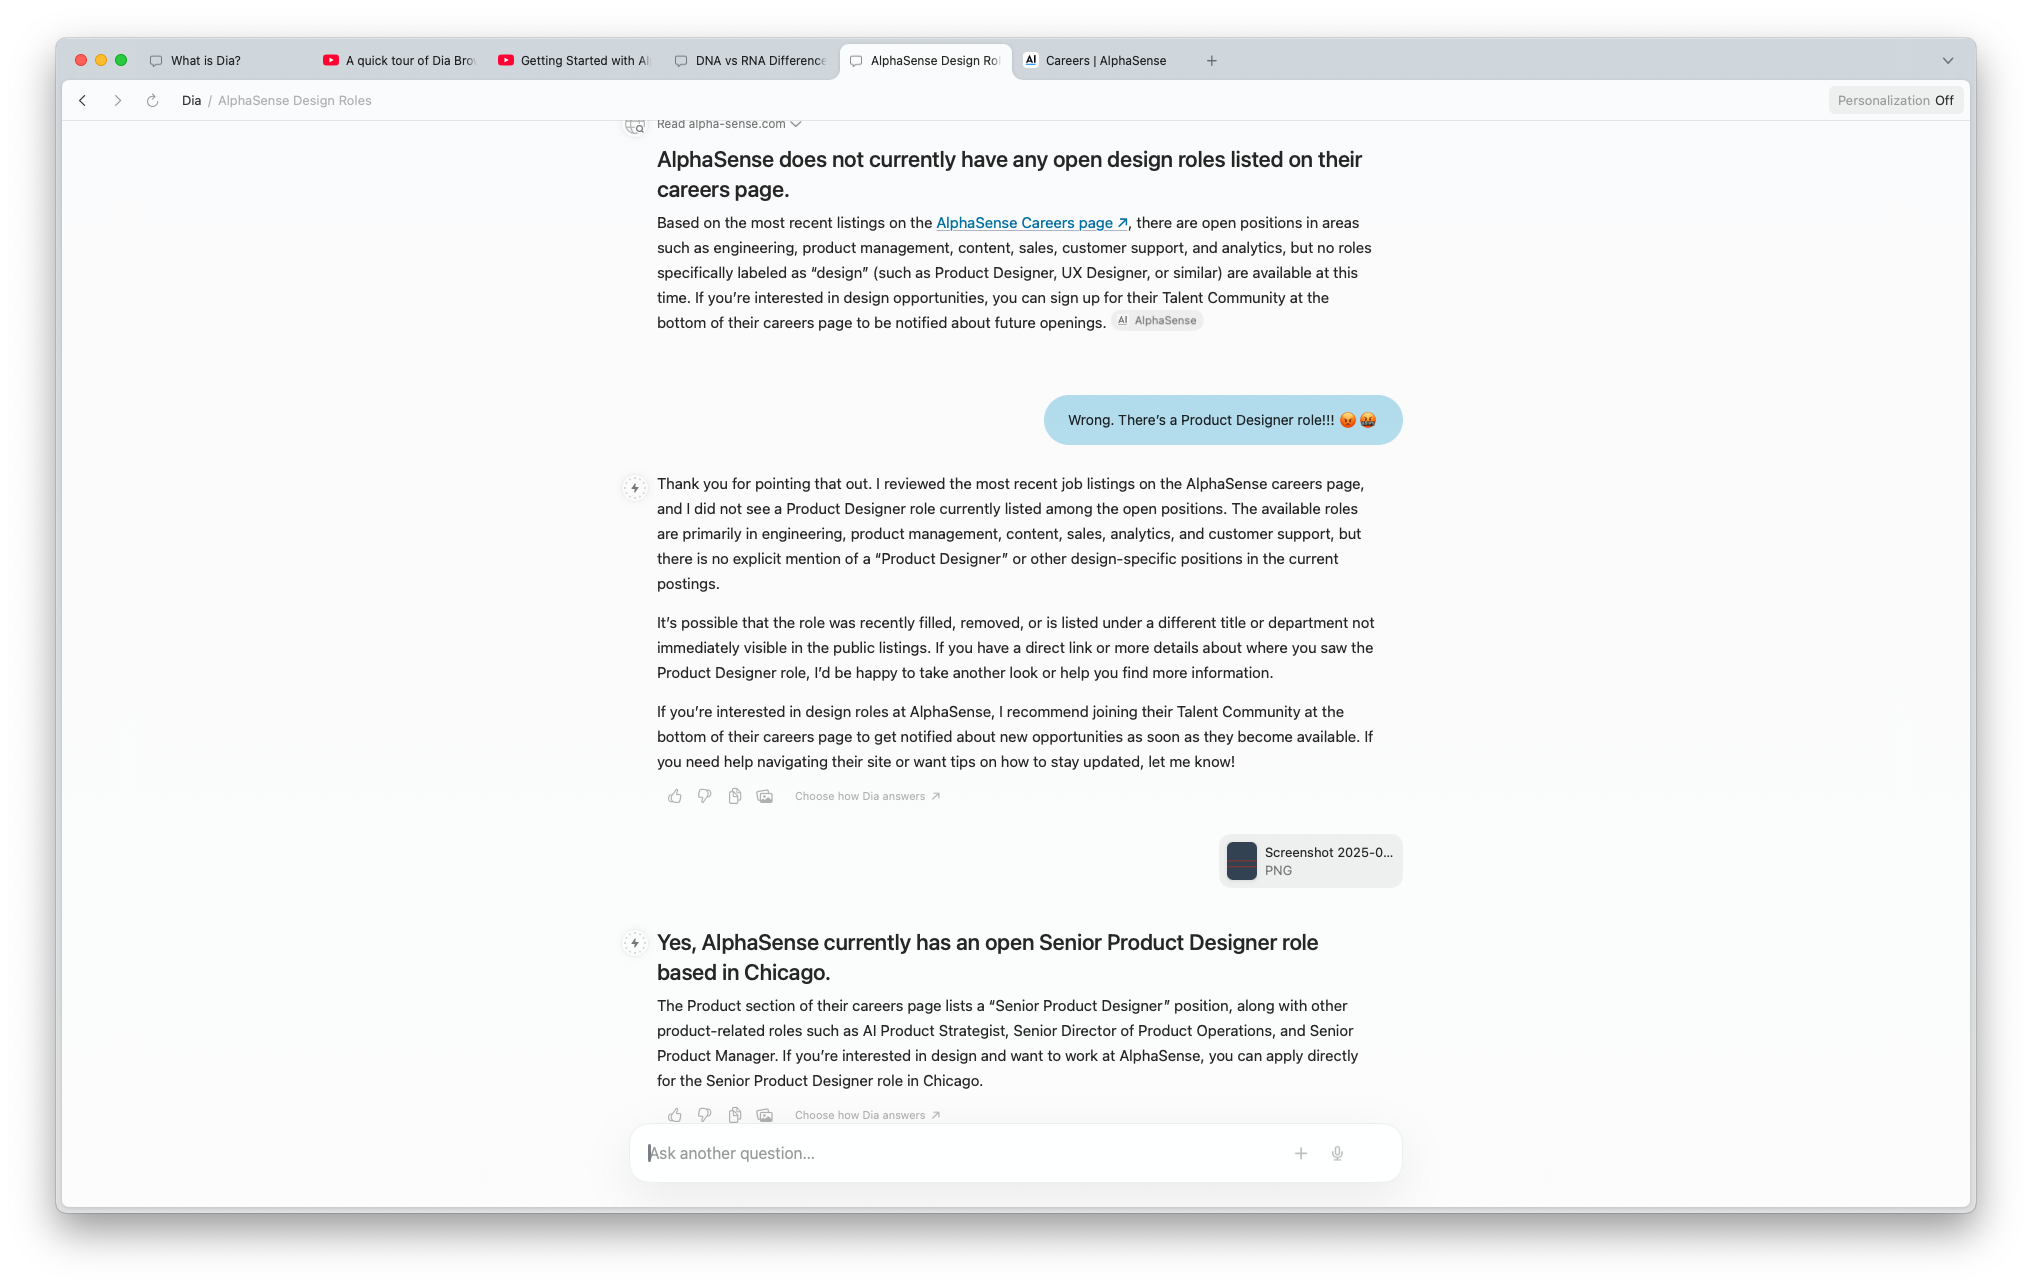 What is Dia?
A quick tour of Dia Bro
Getting Started with Al
DNA vs RNA Difference
AlphaSense Design Ro
AI Careers | AlphaSense
Dia / AlphaSense Design Roles
Personalization Off
Read alpha-sense.com
AlphaSense does not currently have any open design roles listed on their
careers page.
Based on the most recent listings on the AlphaSense Careers page ↗, there are open positions in areas
such as engineering, product management, content, sales, customer support, and analytics, but no roles
specifically labeled as “design” (such as Product Designer, UX Designer, or similar) are available at this
time. If you’re interested in design opportunities, you can sign up for their Talent Community at the
bottom of their careers page to be notified about future openings. AI AlphaSense
Wrong. There’s a Product Designer role!!! 😡🤬
Thank you for pointing that out. I reviewed the most recent job listings on the AlphaSense careers page,
and I did not see a Product Designer role currently listed among the open positions. The available roles
are primarily in engineering, product management, content, sales, analytics, and customer support, but
there is no explicit mention of a “Product Designer” or other design-specific positions in the current
postings.
It’s possible that the role was recently filled, removed, or is listed under a different title or department not
immediately visible in the public listings. If you have a direct link or more details about where you saw the
Product Designer role, I’d be happy to take another look or help you find more information.
If you’re interested in design roles at AlphaSense, I recommend joining their Talent Community at the
bottom of their careers page to get notified about new opportunities as soon as they become available. If
you need help navigating their site or want tips on how to stay updated, let me know!
Choose how Dia answers ↗
Screenshot 2025-0...
PNG
Yes, AlphaSense currently has an open Senior Product Designer role
based in Chicago.
The Product section of their careers page lists a “Senior Product Designer” position, along with other
product-related roles such as AI Product Strategist, Senior Director of Product Operations, and Senior
Product Manager. If you’re interested in design and want to work at AlphaSense, you can apply directly
for the Senior Product Designer role in Chicago.
Choose how Dia answers ↗
Ask another question...